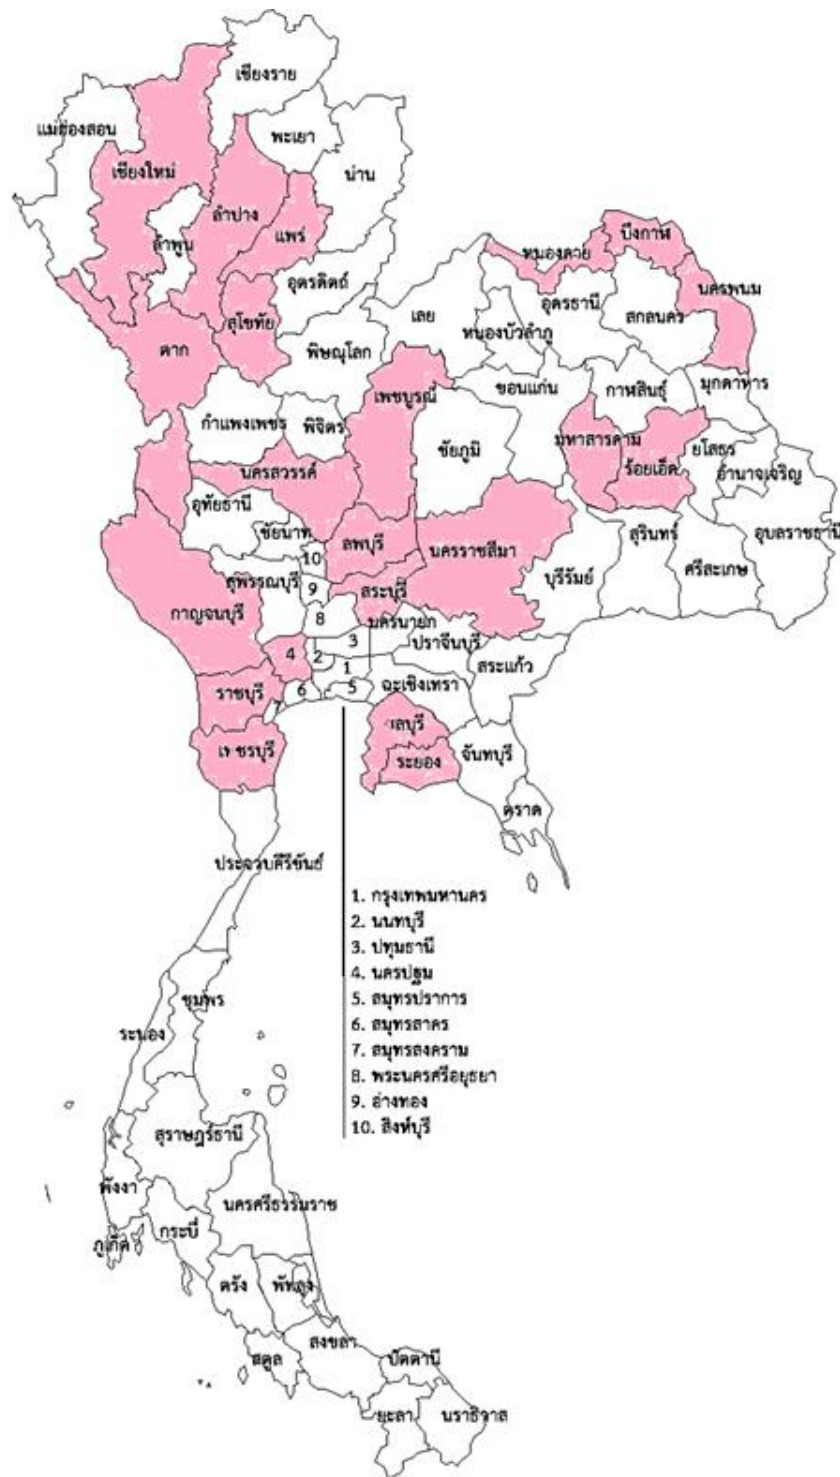 เชียงราย
แม่ฮ่องสอน
พะเยา
เชียงใหม่
น่าน
ลำปาง
แพร่
ลำพูน
บึงกาฬ
หนองคาย
อุตรดิตถ์
นครพนม
สุโขทัย
เลย
อุดรธานี
สกลนคร
หนองบัวลำภู
ตาก
พิษณุโลก
เพชบูรณ์
ขอนแก่น
กาฬสินธุ์
มุกดาหาร
กำแพงเพชร
พิจิตร
ชัยภูมิ
มหาสารคาม
ยโสธร
ร้อยเอ็ด
อำนาจเจริญ
นครสวรรค์
อุทัยธานี
ชัยนาท
ลพบุรี
นครราชสีมา
สุรินทร์
อุบลราชธานี
10
บุรีรัมย์
ศรีสะเกษ
สุพรรณบุรี
9
สระบุรี
กาญจนบุรี
8
นครนายก
3
ปราจีนบุรี
4
2
1
สระแก้ว
ราชบุรี
6
5
ฉะเชิงเทรา
7
ชลบุรี
เพชรบุรี
ระยอง
จันทบุรี
ตราด
ประจวบคีรีขันธ์
1. กรุงเทพมหานคร
2. นนทบุรี
3. ปทุมธานี
4. นครปฐม
5. สมุทรปราการ
6. สมุทรสาคร
7. สมุทรสงคราม
8. พระนครศรีอยุธยา
9. อ่างทอง
10. สิงห์บุรี
ชุมพร
ระนอง
สุราษฎร์ธานี
พังงา
นครศรีธรรมราช
กระบี่
ภูเก็ต
ตรัง
พัทลุง
สงขลา
สตูล
ปัตตานี
ยะลา
นราธิวาส